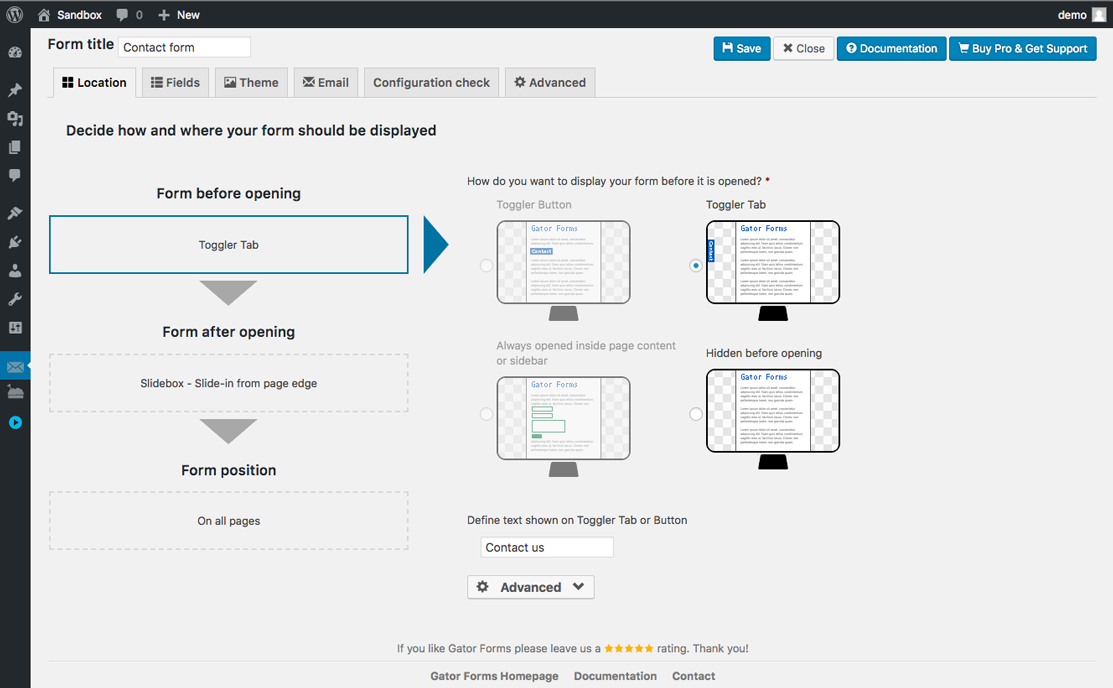 Sandbox 0 New demo
Form title Contact form Save Close Documentation Buy Pro & Get Support
Location Fields Theme Email Configuration check Advanced
Decide how and where your form should be displayed
Form before opening
Toggler Tab
Form after opening
Slidebox - Slide-in from page edge
Form position
On all pages
How do you want to display your form before it is opened? *
Toggler Button
Gator Forms
Contact
Toggler Tab
Gator Forms
Contact
Always opened inside page content
or sidebar
Gator Forms
Hidden before opening
Gator Forms
Define text shown on Toggler Tab or Button
Contact us
Advanced
If you like Gator Forms please leave us a ★★★★★ rating. Thank you!
Gator Forms Homepage Documentation Contact